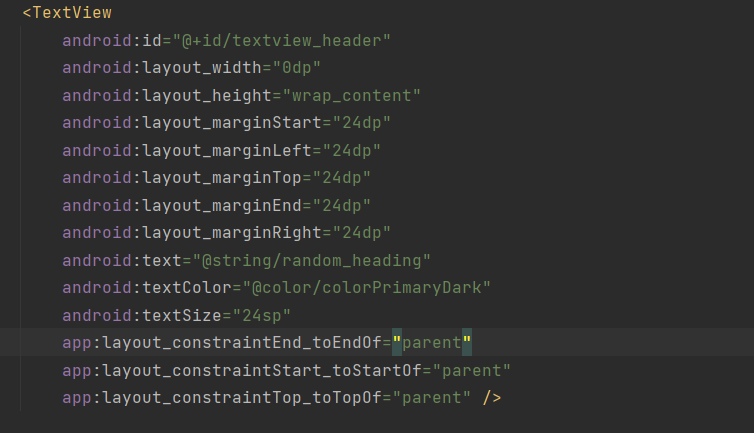 <TextView
android:id="@+id/textview_header"
android:layout_width="0dp"
android:layout_height="wrap_content"
android:layout_marginStart="24dp"
android:layout_marginLeft="24dp"
android:layout_marginTop="24dp"
android:layout_marginEnd="24dp"
android:layout_marginRight="24dp"
android:text="@string/random_heading"
android:textColor="@color/colorPrimaryDark"
android:textSize="24sp"
app:layout_constraintEnd_toEndOf="parent"
app:layout_constraintStart_toStartOf="parent"
app:layout_constraintTop_toTopOf="parent" />